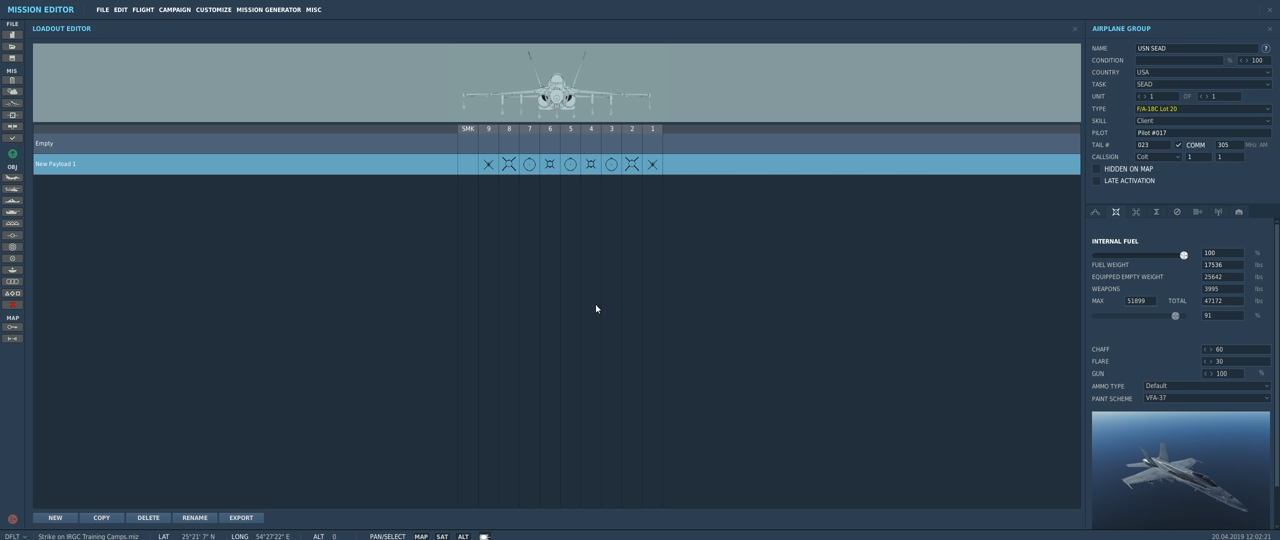 MISSION EDITOR FILE EDIT FLIGHT CAMPAIGN CUSTOMIZE MISSION GENERATOR MISC
FILE
MIS
OBJ
MAP
LOADOUT EDITOR
SMK 9 8 7 6 5 4 3 2 1
Empty
New Payload 1
NEW COPY DELETE RENAME EXPORT
AIRPLANE GROUP
NAME USN SEAD ?
CONDITION % < > 100
COUNTRY USA
TASK SEAD
UNIT < > 1 OF < > 1
TYPE F/A-18C Lot 20
SKILL Client
PILOT Pilot #017
TAIL # 023 COMM 305 MHz AM
CALLSIGN Colt 1 1
HIDDEN ON MAP
LATE ACTIVATION
INTERNAL FUEL
100 %
FUEL WEIGHT 17536 lbs
EQUIPPED EMPTY WEIGHT 25642 lbs
WEAPONS 3995 lbs
MAX 51899 TOTAL 47172 lbs
91 %
CHAFF < > 60
FLARE < > 30
GUN < > 100 %
AMMO TYPE Default
PAINT SCHEME VFA-37
DFLT Strike on IRGC Training Camps.miz LAT 25°21' 7" N LONG 54°27'22" E ALT 0 PAN/SELECT MAP SAT ALT 20.04.2019 12:02:21